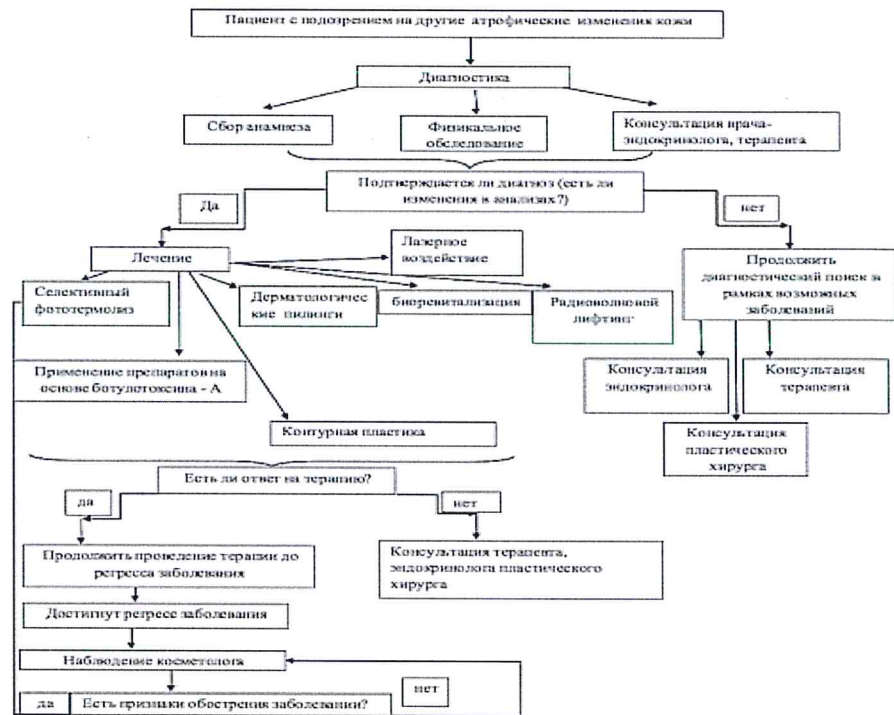 Пациент с подозрением на другие атрофические изменения кожи
Диагностика
Сбор анамнеза
Физикальное
обследование
Консультация врача-
эндокринолога, терапевта
Подтверждается ли диагноз (есть ли
изменения в анализах?)
Да
нет
Лечение
Лазерное
воздействие
Продолжить
диагностический поиск в
рамках возможных
заболеваний
Селективный
фототермолиз
Дерматологичес
кие пилинги
биоревитализация
Радиоволновой
лифтинг
Применение препаратов на
основе ботулотоксина - А
Консультация
эндокринолога
Консультация
терапевта
Контурная пластика
Консультация
пластического
хирурга
Есть ли ответ на терапию?
да
нет
Продолжить проведение терапии до
регресса заболевания
Консультация терапевта,
эндокринолога пластического
хирурга
Достигнут регресс заболевания
Наблюдение косметолога
нет
да
Есть признаки обострения заболевании?